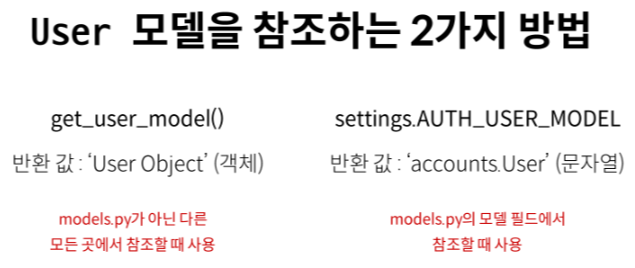 User 모델을 참조하는 2가지 방법
get_user_model()
반환 값 : ‘User Object’ (객체)
models.py가 아닌 다른
모든 곳에서 참조할 때 사용
settings.AUTH_USER_MODEL
반환 값 : ‘accounts.User’ (문자열)
models.py의 모델 필드에서
참조할 때 사용